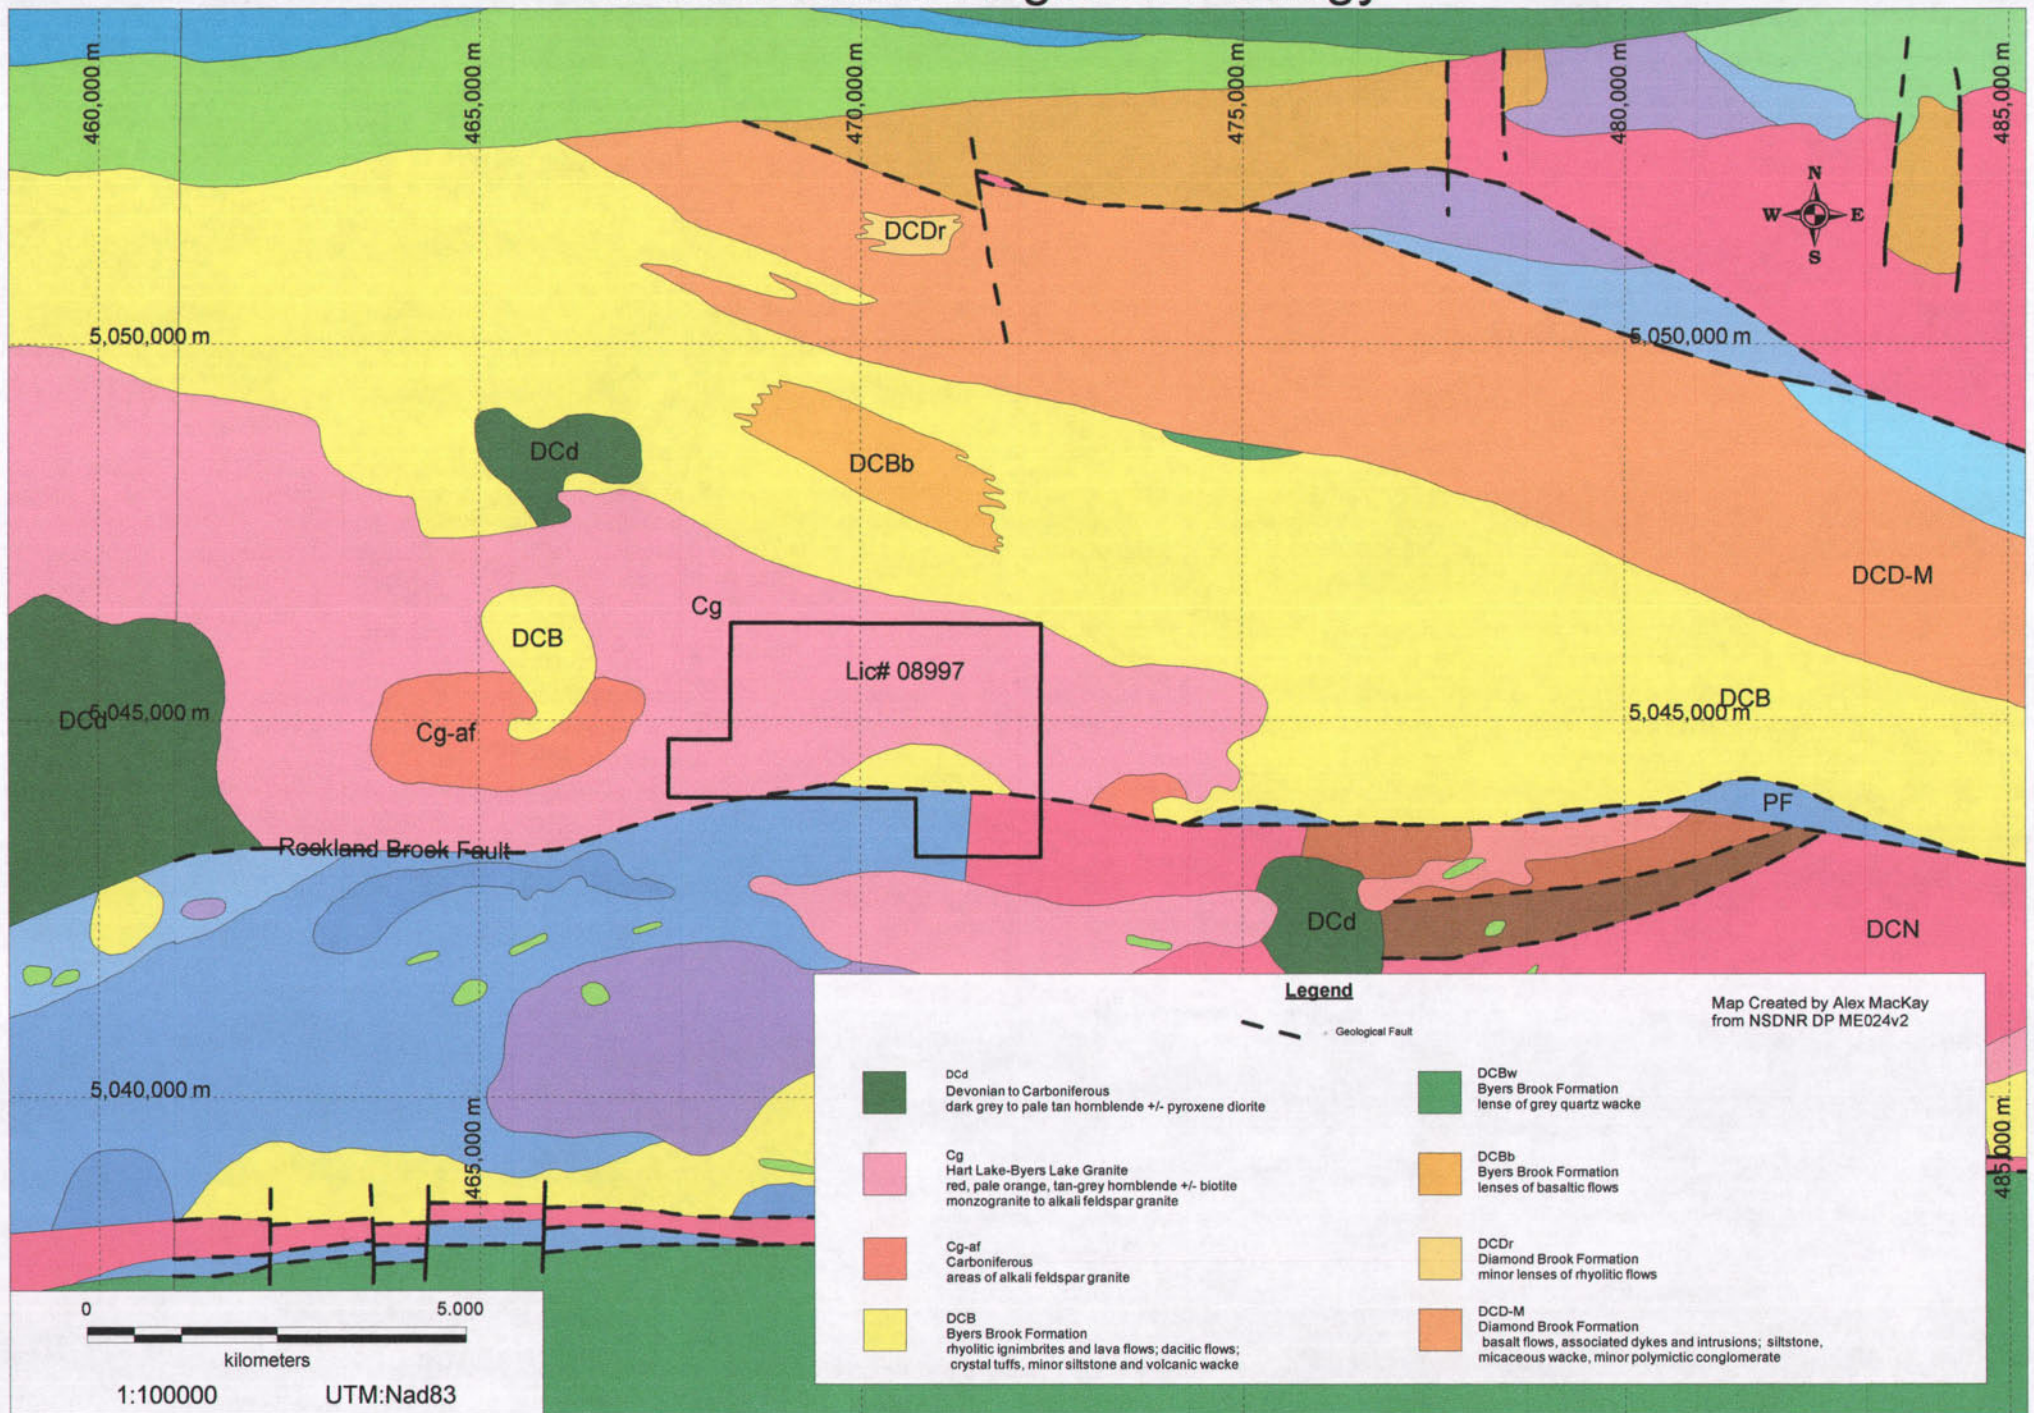 460,000 m
465,000 m
470,000 m
475,000 m
480,000 m
485,000 m
N
W E
S
DCDr
5,050,000 m
5,050,000 m
DCd
DCBb
DCD-M
Cg
DCB
Lic# 08997
DCB
DCd
5,045,000 m
5,045,000 m
Cg-af
PF
Rockland Brook Fault
DCd
DCN
5,040,000 m
465,000 m
485,000 m
Legend
Geological Fault
Map Created by Alex MacKay
from NSDNR DP ME024v2
DCd
Devonian to Carboniferous
dark grey to pale tan hornblende +/- pyroxene diorite
Cg
Hart Lake-Byers Lake Granite
red, pale orange, tan-grey hornblende +/- biotite
monzogranite to alkali feldspar granite
Cg-af
Carboniferous
areas of alkali feldspar granite
DCB
Byers Brook Formation
rhyolitic ignimbrites and lava flows; dacitic flows;
crystal tuffs, minor siltstone and volcanic wacke
DCBw
Byers Brook Formation
lense of grey quartz wacke
DCBb
Byers Brook Formation
lenses of basaltic flows
DCDr
Diamond Brook Formation
minor lenses of rhyolitic flows
DCD-M
Diamond Brook Formation
basalt flows, associated dykes and intrusions; siltstone,
micaceous wacke, minor polymictic conglomerate
0 5.000
kilometers
1:100000 UTM:Nad83